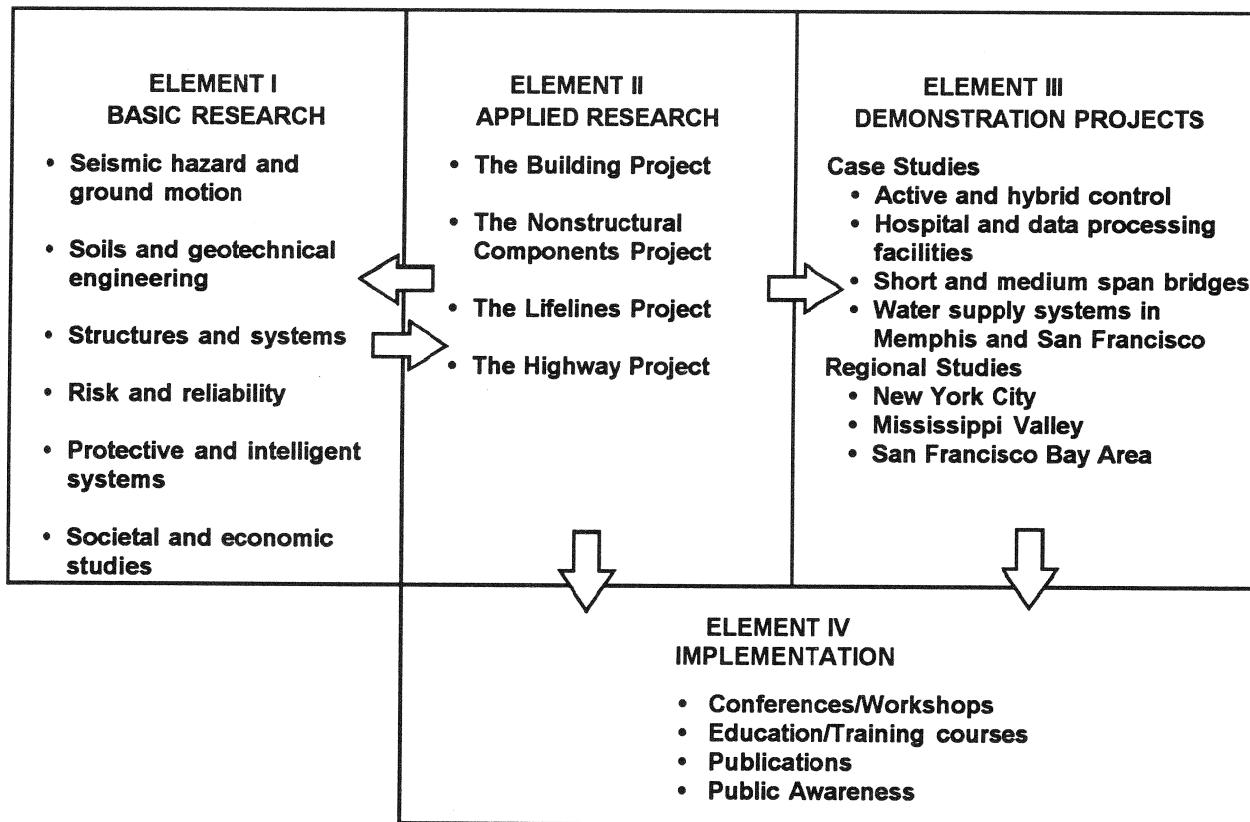 ELEMENT I
BASIC RESEARCH
• Seismic hazard and
ground motion
• Soils and geotechnical
engineering
• Structures and systems
• Risk and reliability
• Protective and intelligent
systems
• Societal and economic
studies
ELEMENT II
APPLIED RESEARCH
• The Building Project
• The Nonstructural
Components Project
• The Lifelines Project
• The Highway Project
ELEMENT III
DEMONSTRATION PROJECTS
Case Studies
• Active and hybrid control
• Hospital and data processing
facilities
• Short and medium span bridges
• Water supply systems in
Memphis and San Francisco
Regional Studies
• New York City
• Mississippi Valley
• San Francisco Bay Area
ELEMENT IV
IMPLEMENTATION
• Conferences/Workshops
• Education/Training courses
• Publications
• Public Awareness